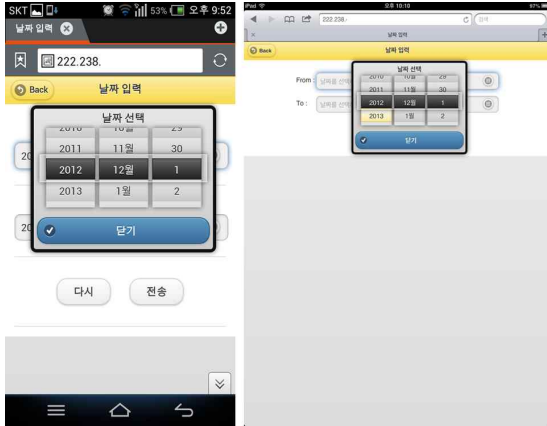 SKT 53% 오후 9:52
날짜 입력
222.238.
Back 날짜 입력
날짜 선택
2010 10월 29
2011 11월 30
2012 12월 1
2013 1월 2
닫기
다시 전송
iPad 오후 10:10 97%
222.238.-
검색
날짜 입력
Back 날짜 입력
날짜 선택
2010 10월 29
From :
2011 11월 30
To :
2012 12월 1
2013 1월 2
닫기